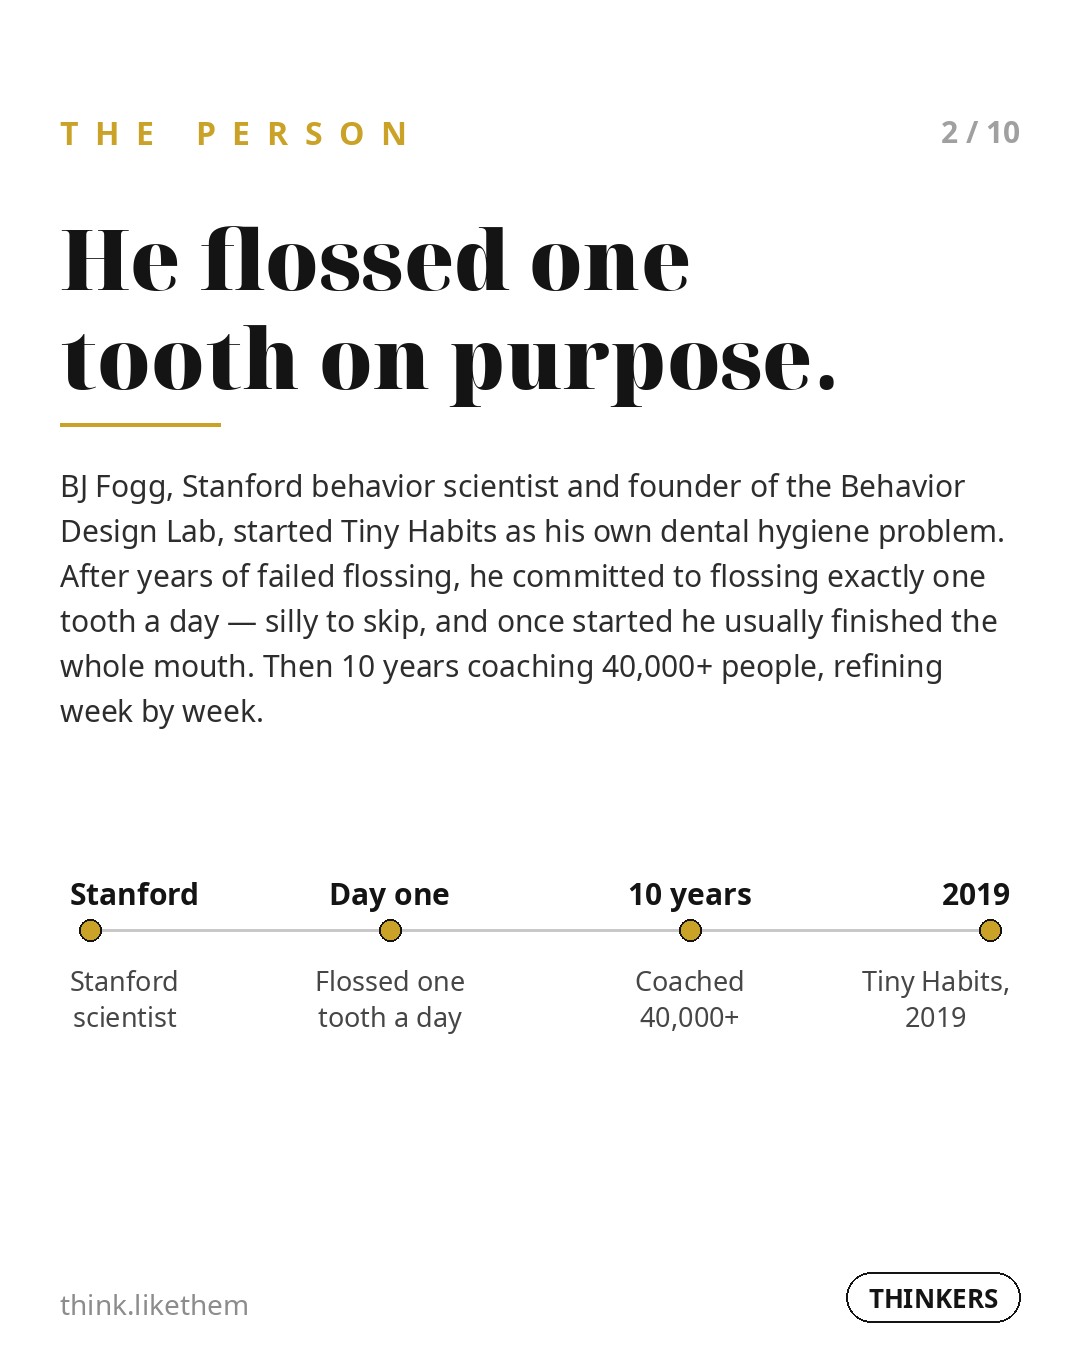 THE PERSON
2 / 10
He flossed one
tooth on purpose.
BJ Fogg, Stanford behavior scientist and founder of the Behavior
Design Lab, started Tiny Habits as his own dental hygiene problem.
After years of failed flossing, he committed to flossing exactly one
tooth a day — silly to skip, and once started he usually finished the
whole mouth. Then 10 years coaching 40,000+ people, refining
week by week.
Stanford
Stanford
scientist
Day one
Flossed one
tooth a day
10 years
Coached
40,000+
2019
Tiny Habits,
2019
think.likethem
THINKERS